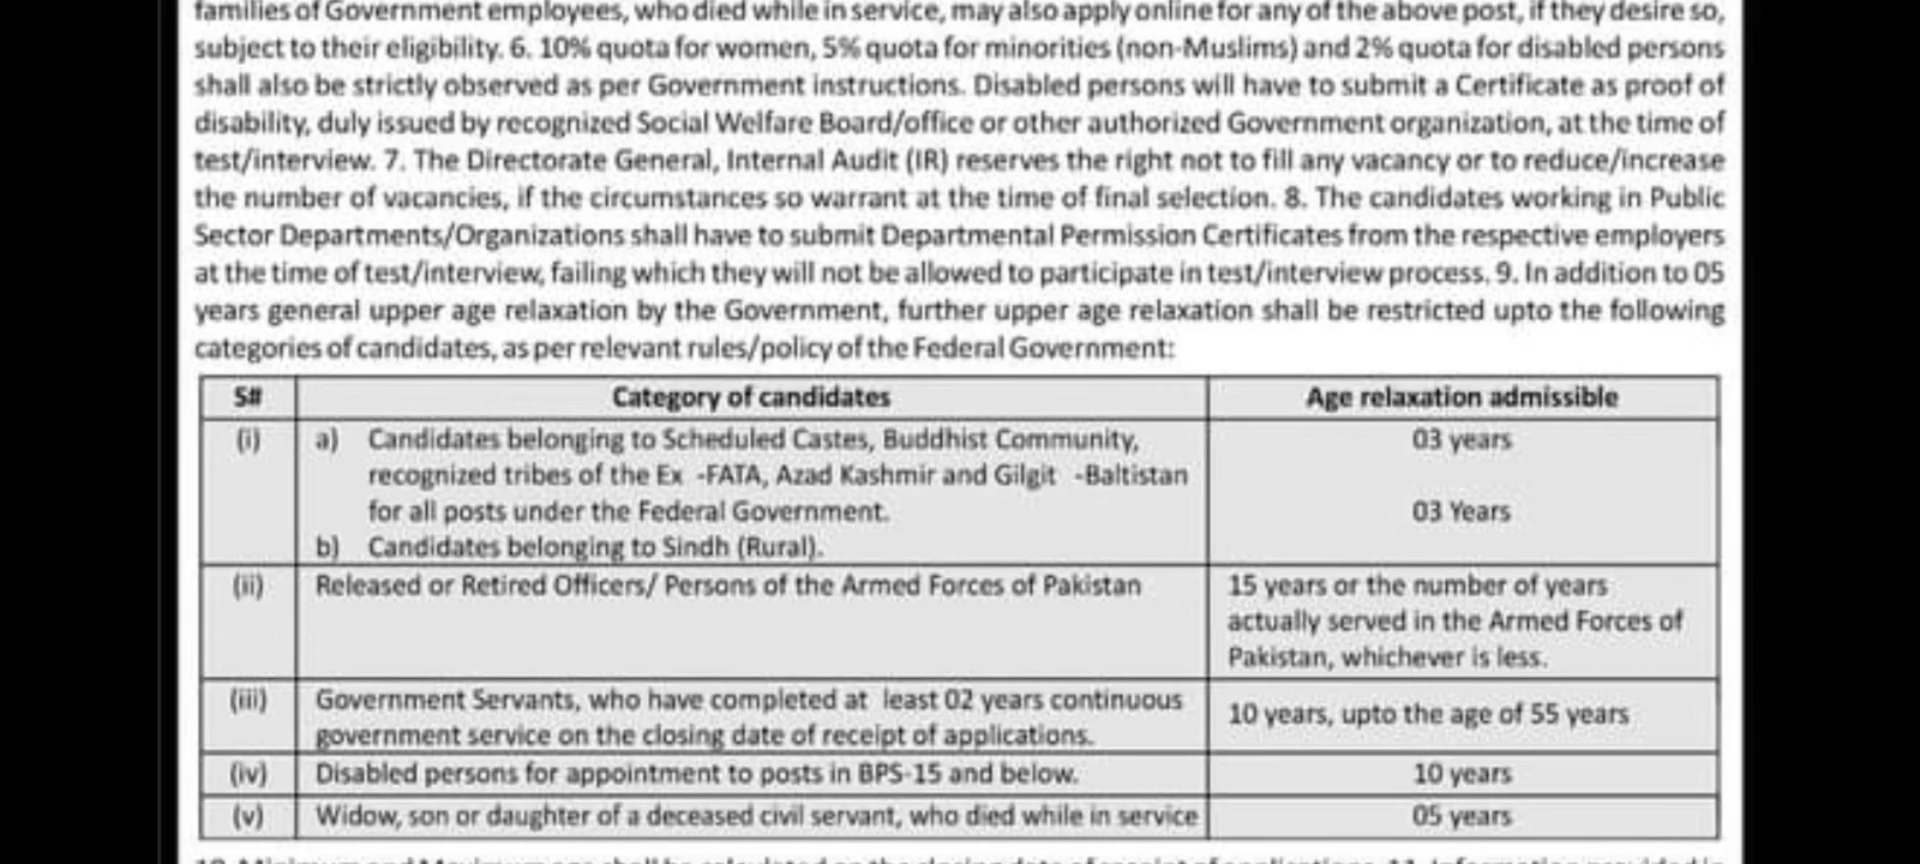 families of Government employees, who died while in service, may also apply online for any of the above post, if they desire so,
subject to their eligibility. 6. 10% quota for women, 5% quota for minorities (non-Muslims) and 2% quota for disabled persons
shall also be strictly observed as per Government instructions. Disabled persons will have to submit a Certificate as proof of
disability, duly issued by recognized Social Welfare Board/office or other authorized Government organization, at the time of
test/interview. 7. The Directorate General, Internal Audit (IR) reserves the right not to fill any vacancy or to reduce/increase
the number of vacancies, if the circumstances so warrant at the time of final selection. 8. The candidates working in Public
Sector Departments/Organizations shall have to submit Departmental Permission Certificates from the respective employers
at the time of test/interview, failing which they will not be allowed to participate in test/interview process. 9. In addition to 05
years general upper age relaxation by the Government, further upper age relaxation shall be restricted upto the following
categories of candidates, as per relevant rules/policy of the Federal Government:
S# Category of candidates Age relaxation admissible
(i) a) Candidates belonging to Scheduled Castes, Buddhist Community, 03 years
recognized tribes of the Ex -FATA, Azad Kashmir and Gilgit -Baltistan
for all posts under the Federal Government. 03 Years
b) Candidates belonging to Sindh (Rural).
(ii) Released or Retired Officers/ Persons of the Armed Forces of Pakistan 15 years or the number of years
actually served in the Armed Forces of
Pakistan, whichever is less.
(iii) Government Servants, who have completed at least 02 years continuous
government service on the closing date of receipt of applications. 10 years, upto the age of 55 years
(iv) Disabled persons for appointment to posts in BPS-15 and below. 10 years
(v) Widow, son or daughter of a deceased civil servant, who died while in service 05 years